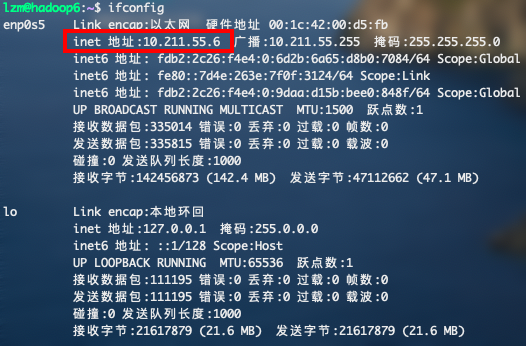 lzm@hadoop6:~$ ifconfig
enp0s5 Link encap:以太网 硬件地址 00:1c:42:00:d5:fb
inet 地址:10.211.55.6 广播:10.211.55.255 掩码:255.255.255.0
inet6 地址: fdb2:2c26:f4e4:0:6d2b:6a65:d8b0:7084/64 Scope:Global
inet6 地址: fe80::7d4e:263e:7f0f:3124/64 Scope:Link
inet6 地址: fdb2:2c26:f4e4:0:9daa:d15b:bee0:848f/64 Scope:Global
UP BROADCAST RUNNING MULTICAST MTU:1500 跃点数:1
接收数据包:335014 错误:0 丢弃:0 过载:0 帧数:0
发送数据包:335815 错误:0 丢弃:0 过载:0 载波:0
碰撞:0 发送队列长度:1000
接收字节:142456873 (142.4 MB) 发送字节:47112662 (47.1 MB)
lo Link encap:本地环回
inet 地址:127.0.0.1 掩码:255.0.0.0
inet6 地址: ::1/128 Scope:Host
UP LOOPBACK RUNNING MTU:65536 跃点数:1
接收数据包:111195 错误:0 丢弃:0 过载:0 帧数:0
发送数据包:111195 错误:0 丢弃:0 过载:0 载波:0
碰撞:0 发送队列长度:1000
接收字节:21617879 (21.6 MB) 发送字节:21617879 (21.6 MB)